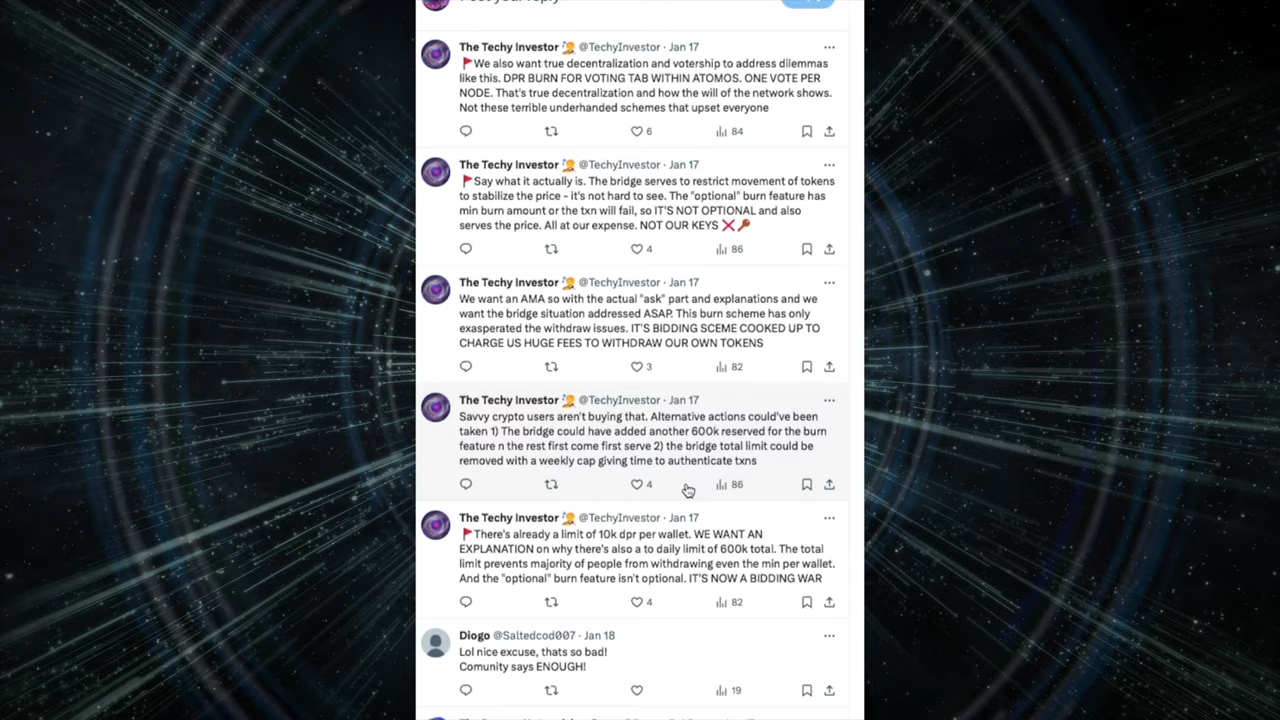 The Techy Investor @TechyInvestor · Jan 17
We also want true decentralization and votership to address dilemmas
like this. DPR BURN FOR VOTING TAB WITHIN ATOMOS. ONE VOTE PER
NODE. That's true decentralization and how the will of the network shows.
Not these terrible underhanded schemes that upset everyone
6 84
The Techy Investor @TechyInvestor · Jan 17
Say what it actually is. The bridge serves to restrict movement of tokens
to stabilize the price - it's not hard to see. The "optional" burn feature has
min burn amount or the txn will fail, so IT'S NOT OPTIONAL and also
serves the price. All at our expense. NOT OUR KEYS
4 86
The Techy Investor @TechyInvestor · Jan 17
We want an AMA so with the actual "ask" part and explanations and we
want the bridge situation addressed ASAP. This burn scheme has only
exasperated the withdraw issues. IT'S BIDDING SCEME COOKED UP TO
CHARGE US HUGE FEES TO WITHDRAW OUR OWN TOKENS
3 82
The Techy Investor @TechyInvestor · Jan 17
Savvy crypto users aren't buying that. Alternative actions could've been
taken 1) The bridge could have added another 600k reserved for the burn
feature n the rest first come first serve 2) the bridge total limit could be
removed with a weekly cap giving time to authenticate txns
4 86
The Techy Investor @TechyInvestor · Jan 17
There's already a limit of 10k dpr per wallet. WE WANT AN
EXPLANATION on why there's also a to daily limit of 600k total. The total
limit prevents majority of people from withdrawing even the min per wallet.
And the "optional" burn feature isn't optional. IT'S NOW A BIDDING WAR
4 82
Diogo @Saltedcod007 · Jan 18
Lol nice excuse, thats so bad!
Comunity says ENOUGH!
19